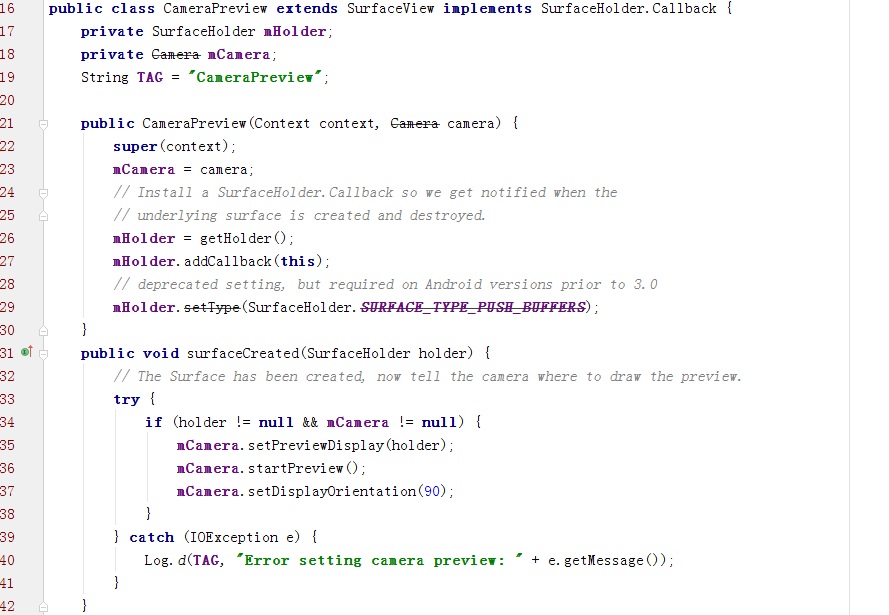 16 public class CameraPreview extends SurfaceView implements SurfaceHolder.Callback {
17     private SurfaceHolder mHolder;
18     private Camera mCamera;
19     String TAG = "CameraPreview";
20
21     public CameraPreview(Context context, Camera camera) {
22         super(context);
23         mCamera = camera;
24         // Install a SurfaceHolder.Callback so we get notified when the
25         // underlying surface is created and destroyed.
26         mHolder = getHolder();
27         mHolder.addCallback(this);
28         // deprecated setting, but required on Android versions prior to 3.0
29         mHolder.setType(SurfaceHolder.SURFACE_TYPE_PUSH_BUFFERS);
30     }
31     public void surfaceCreated(SurfaceHolder holder) {
32         // The Surface has been created, now tell the camera where to draw the preview.
33         try {
34             if (holder != null && mCamera != null) {
35                 mCamera.setPreviewDisplay(holder);
36                 mCamera.startPreview();
37                 mCamera.setDisplayOrientation(90);
38             }
39         } catch (IOException e) {
40             Log.d(TAG, "Error setting camera preview: " + e.getMessage());
41         }
42     }